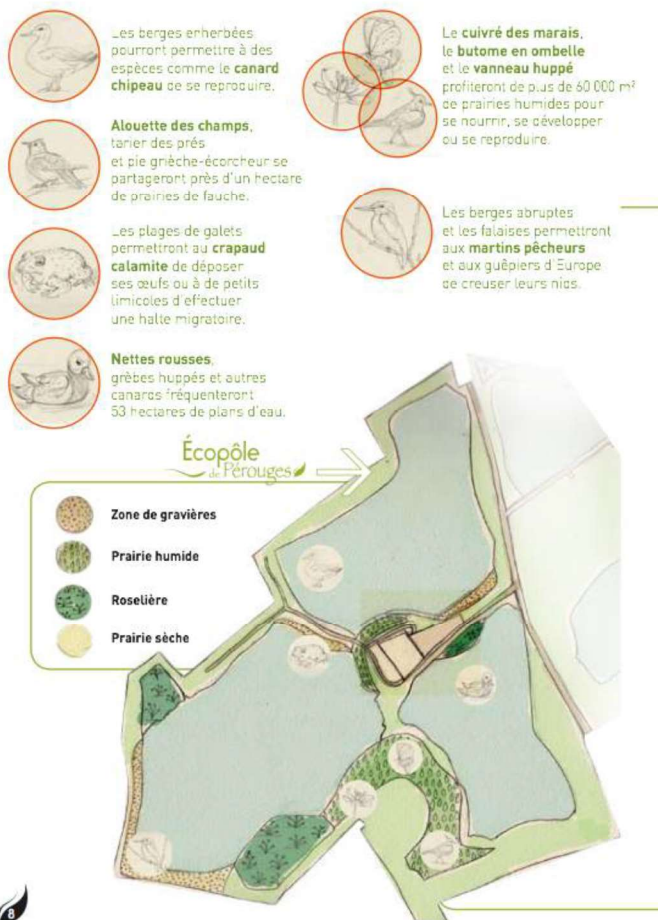 Les berges enherbées
pourront permettre à des
espèces comme le canard
chipeau de se reproduire.
Alouette des champs,
tarier des prés
et pie grièche-écorcheur se
partageront près d'un hectare
de prairies de fauche.
Les plages de galets
permettront au crapaud
calamite de déposer
ses œufs ou à de petits
limicoles d'effectuer
une halte migratoire.
Nettes rousses,
grèbes huppés et autres
canards fréquenteront
53 hectares de plans d'eau.
Le cuivré des marais,
le butome en ombelle
et le vanneau huppé
profiteront de plus de 60 000 m²
de prairies humides pour
se nourrir, se développer
ou se reproduire.
Les berges abruptes
et les falaises permettront
aux martins pêcheurs
et aux guêpiers d'Europe
de creuser leurs nids.
Écopôle
de Pérouges
Zone de gravières
Prairie humide
Roselière
Prairie sèche
8